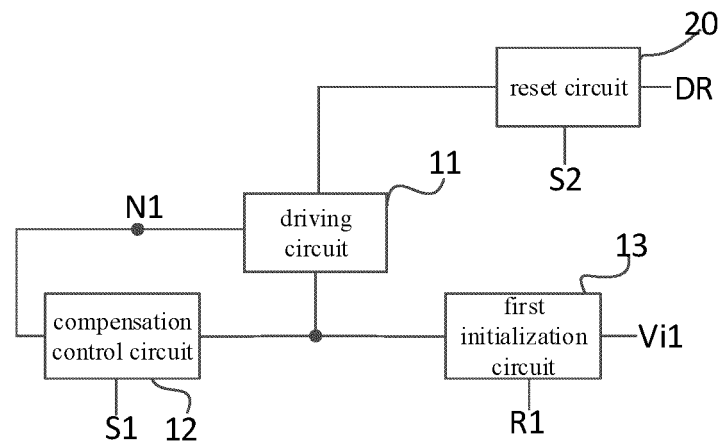 20
reset circuit
DR
S2
11
N1
driving
circuit
13
first
initialization
circuit
compensation
control circuit
Vi1
S1
12
R1